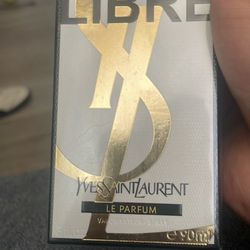 LIBRE
YSL
YVESSAINTLAURENT
LE PARFUM
℮ 90ml